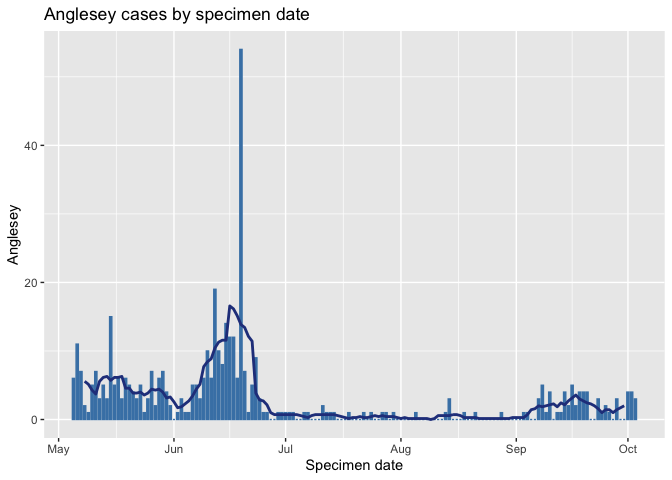 Anglesey cases by specimen date
Anglesey
40
20
0
May Jun Jul Aug Sep Oct
Specimen date